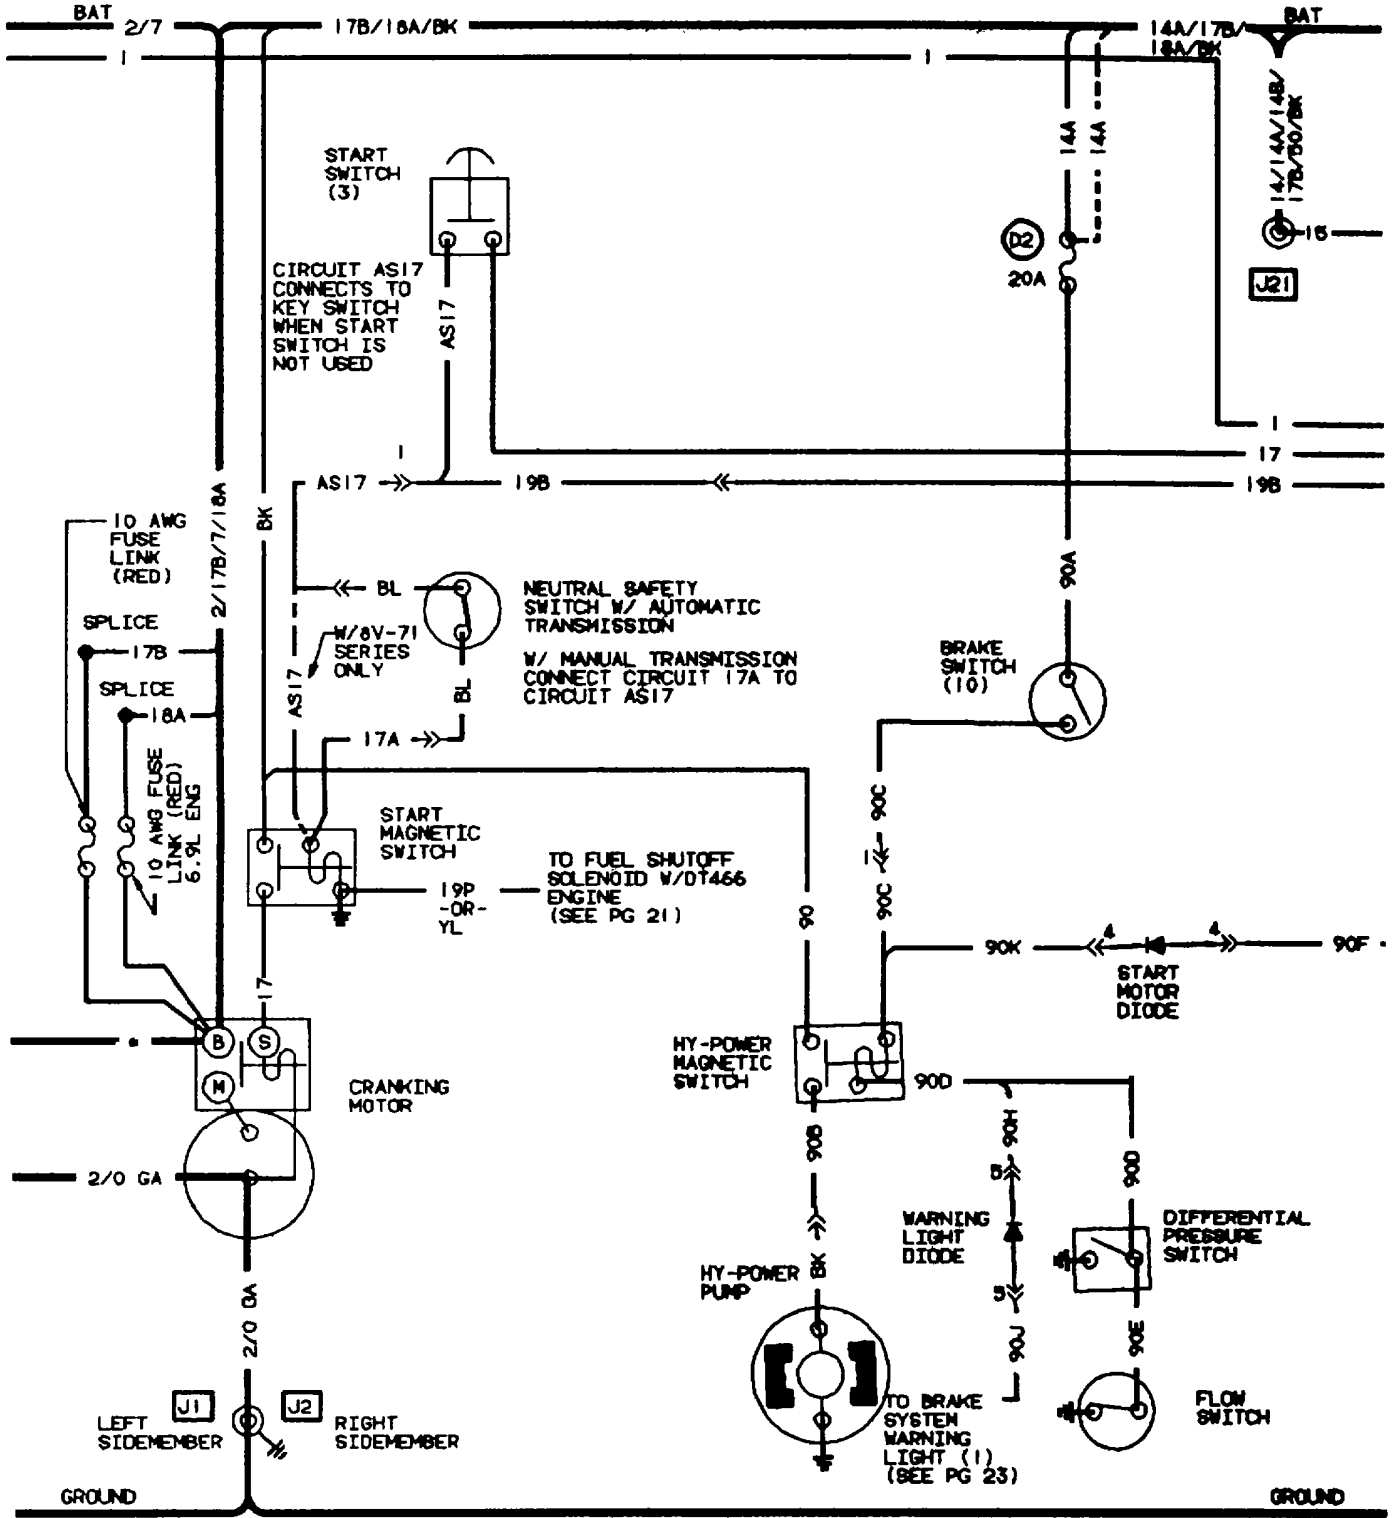 BAT
2/7
17B/18A/BK
14A/17B/
18A/BK
BAT
1
1
14A
14A
14/14A/14B/
17B/50/BK
START
SWITCH
(3)
D2
20A
15
J21
CIRCUIT AS17
CONNECTS TO
KEY SWITCH
WHEN START
SWITCH IS
NOT USED
AS17
1
1
17
AS17
19B
19B
10 AWG
FUSE
LINK
(RED)
2/17B/7/18A
BK
90A
BL
NEUTRAL SAFETY
SWITCH W/ AUTOMATIC
TRANSMISSION
W/ MANUAL TRANSMISSION
CONNECT CIRCUIT 17A TO
CIRCUIT AS17
SPLICE
17B
W/8V-71
SERIES
ONLY
BRAKE
SWITCH
(10)
SPLICE
18A
AS17
BL
17A
10 AWG FUSE
LINK (RED)
6.9L ENG
90C
1
90C
START
MAGNETIC
SWITCH
19P
-OR-
YL
TO FUEL SHUTOFF
SOLENOID W/DT466
ENGINE
(SEE PG 21)
90
90K
4
4
90F
START
MOTOR
DIODE
17
B
S
M
CRANKING
MOTOR
HY-POWER
MAGNETIC
SWITCH
90D
90B
90H
5
90D
2/0 GA
WARNING
LIGHT
DIODE
DIFFERENTIAL
PRESSURE
SWITCH
HY-POWER
PUMP
BK
5
90J
90E
2/0 GA
J1
J2
LEFT
SIDEMEMBER
RIGHT
SIDEMEMBER
TO BRAKE
SYSTEM
WARNING
LIGHT (1)
(SEE PG 23)
FLOW
SWITCH
GROUND
GROUND